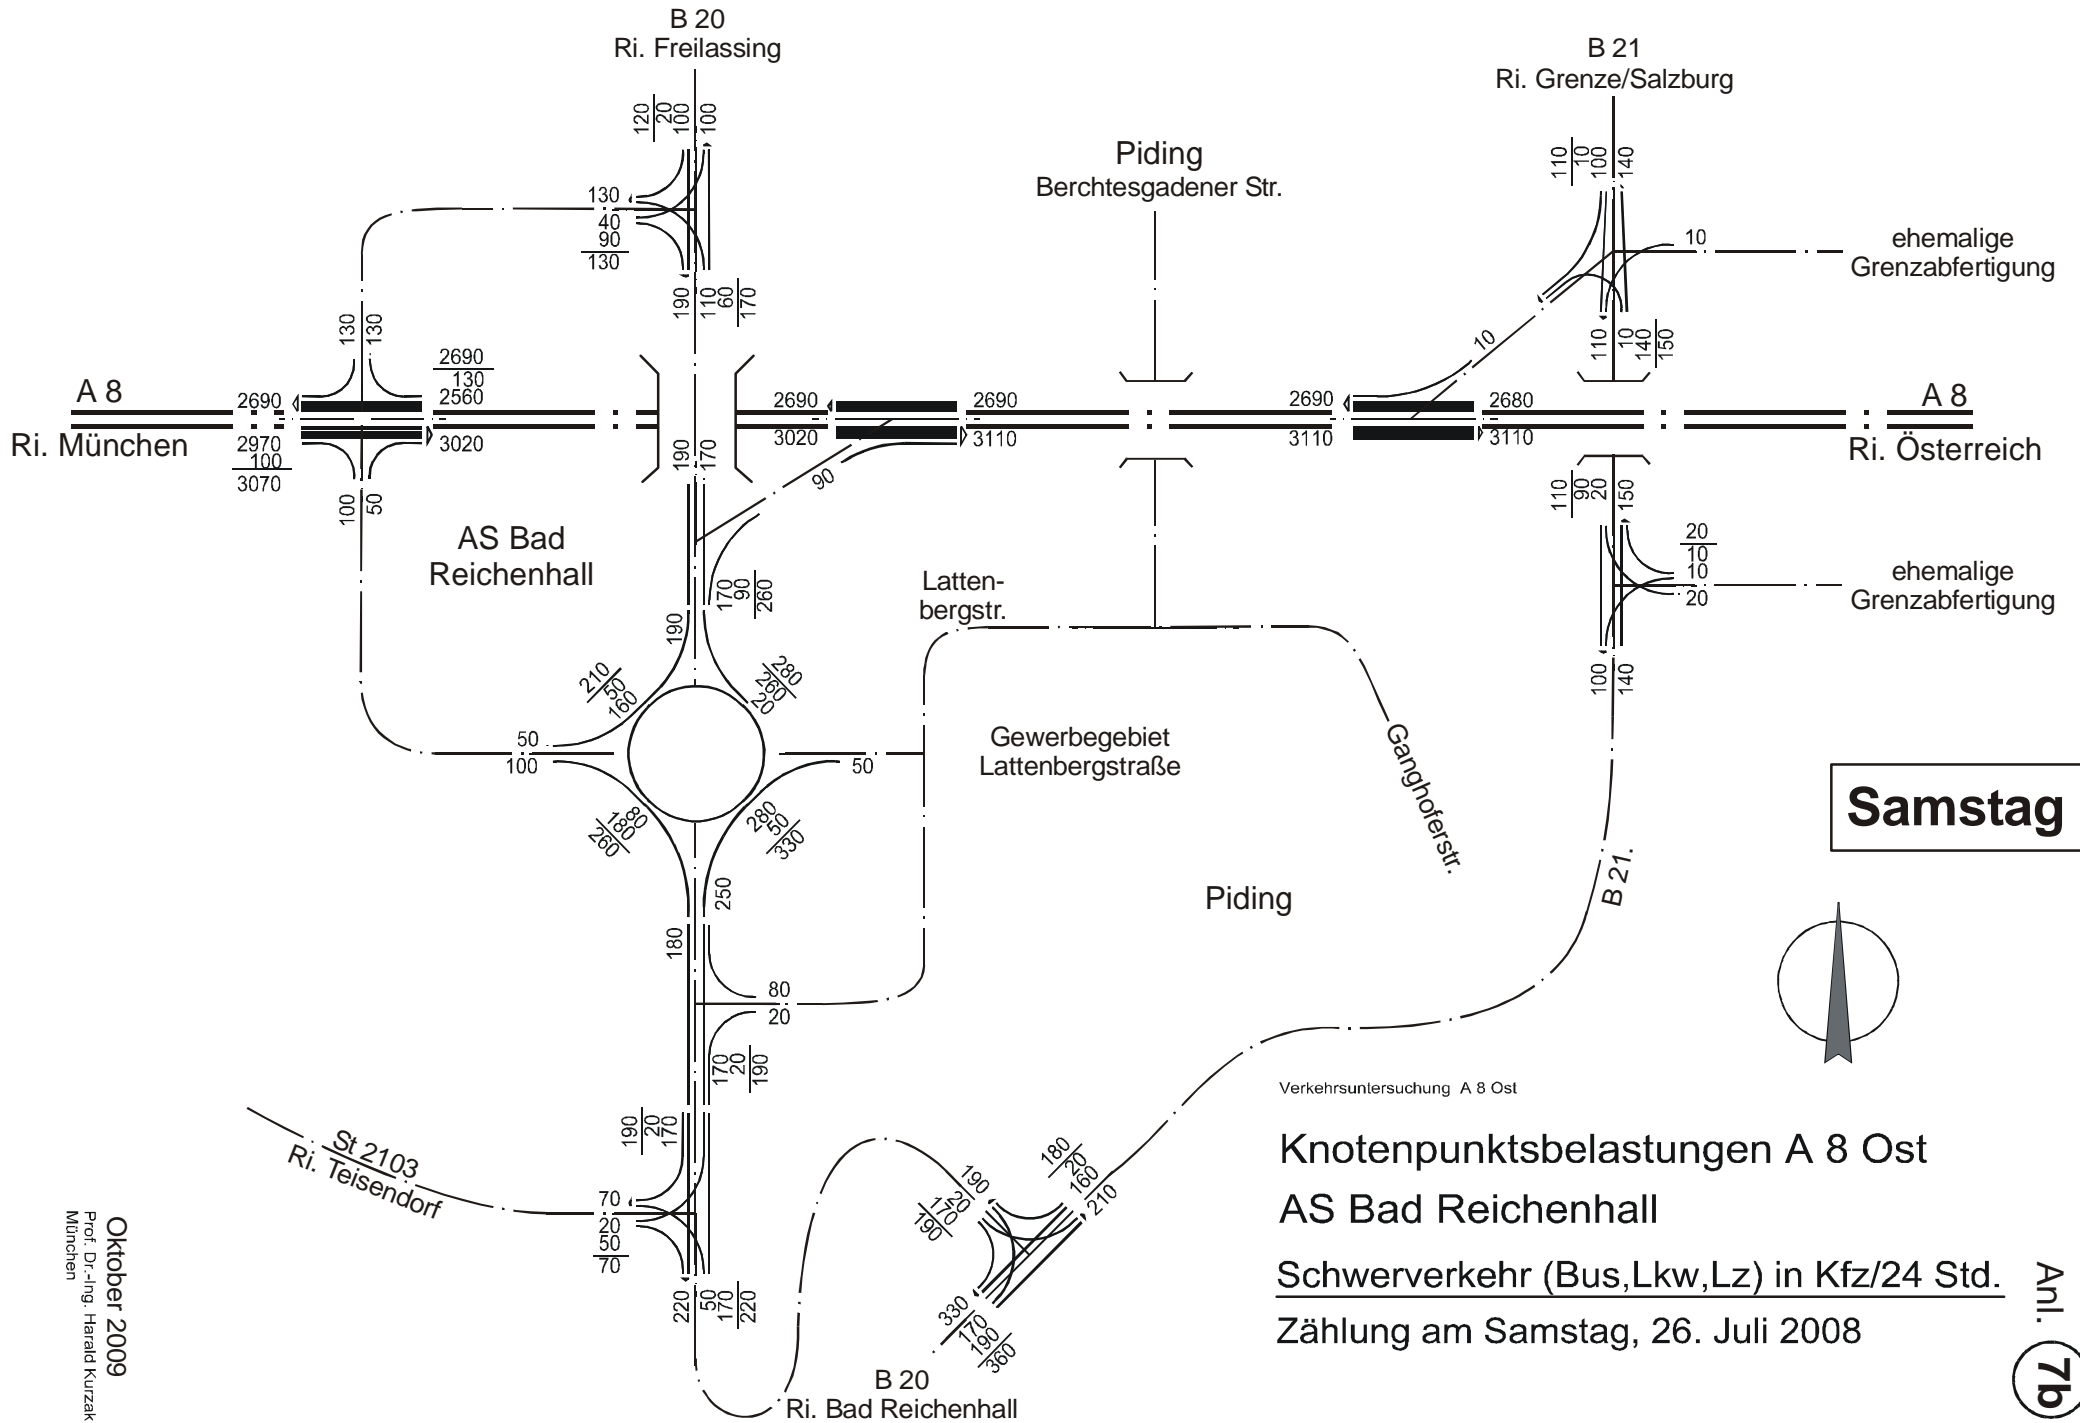 B 20
Ri. Freilassing
120
20
100
100
130
40
90
130
190
110
60
170
B 21
Ri. Grenze/Salzburg
110
10
100
140
10
ehemalige
Grenzabfertigung
10
110
10
140
150
Piding
Berchtesgadener Str.
130
130
2690
130
2560
A 8
Ri. München
2690
2970
100
3070
3020
100
50
190
170
2690
3020
2690
3110
90
2690
3110
2680
3110
A 8
Ri. Österreich
AS Bad
Reichenhall
110
90
20
150
20
10
10
20
ehemalige
Grenzabfertigung
100
140
170
90
260
190
Latten-
bergstr.
210
50
160
280
260
20
50
100
50
80
180
260
280
50
330
Gewerbegebiet
Lattenbergstraße
Ganghoferstr.
Samstag
B 21.
Piding
250
180
80
20
170
20
190
190
20
170
St 2103
Ri. Teisendorf
70
20
50
70
220
50
170
220
190
20
170
190
180
20
160
210
330
170
190
360
B 20
Ri. Bad Reichenhall
Verkehrsuntersuchung A 8 Ost
Knotenpunktsbelastungen A 8 Ost
AS Bad Reichenhall
Schwerverkehr (Bus,Lkw,Lz) in Kfz/24 Std.
Zählung am Samstag, 26. Juli 2008
Anl.
7b
Oktober 2009
Prof. Dr.-Ing. Harald Kurzak
München